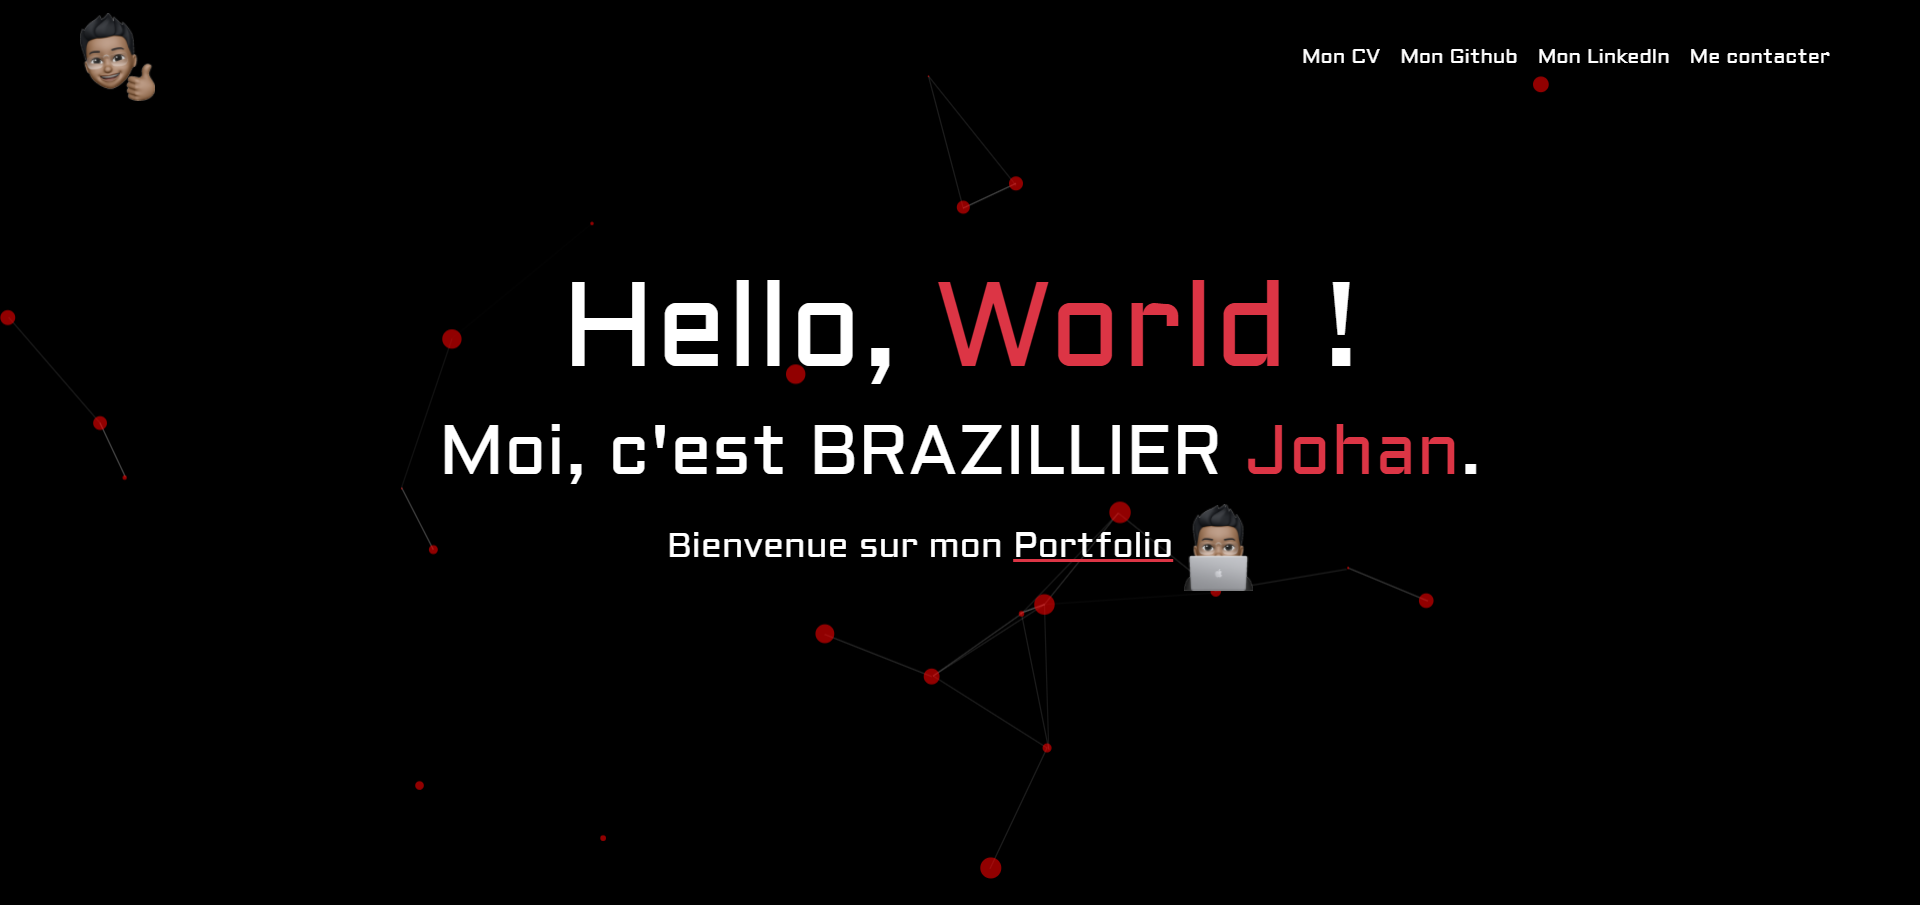 Mon CV Mon Github Mon LinkedIn Me contacter
Hello, World !
Moi, c'est BRAZILLIER Johan.
Bienvenue sur mon Portfolio